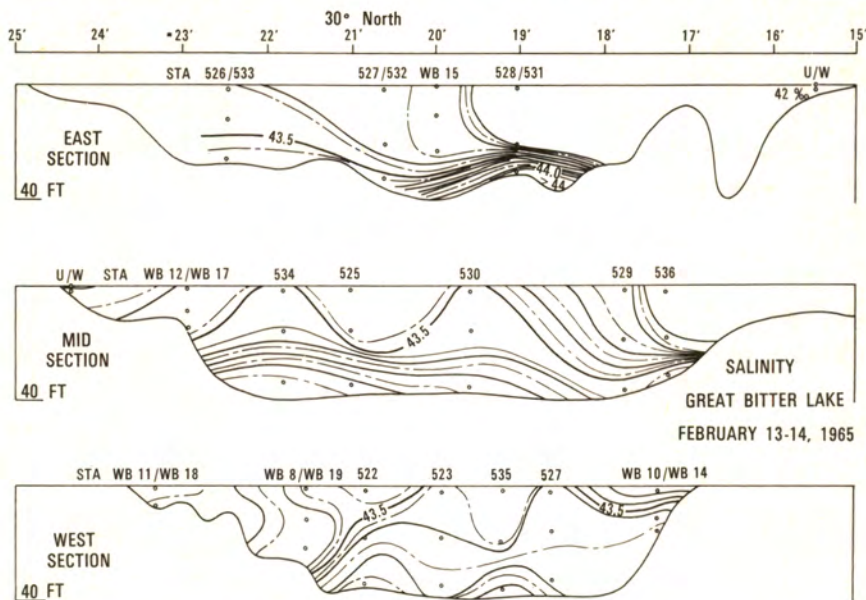 30° North
25' 24' 23' 22' 21' 20' 19' 18' 17' 16' 15'
STA 526/533 527/532 WB 15 528/531 U/W
42 ‰
EAST
SECTION
43.5
44.0
>44
40 FT
U/W STA WB 12/WB 17 534 525 530 529 536
43.5
MID
SECTION
40 FT
SALINITY
GREAT BITTER LAKE
FEBRUARY 13-14, 1965
STA WB 11/WB 18 WB 8/WB 19 522 523 535 527 WB 10/WB 14
43.5 43.5
WEST
SECTION
40 FT